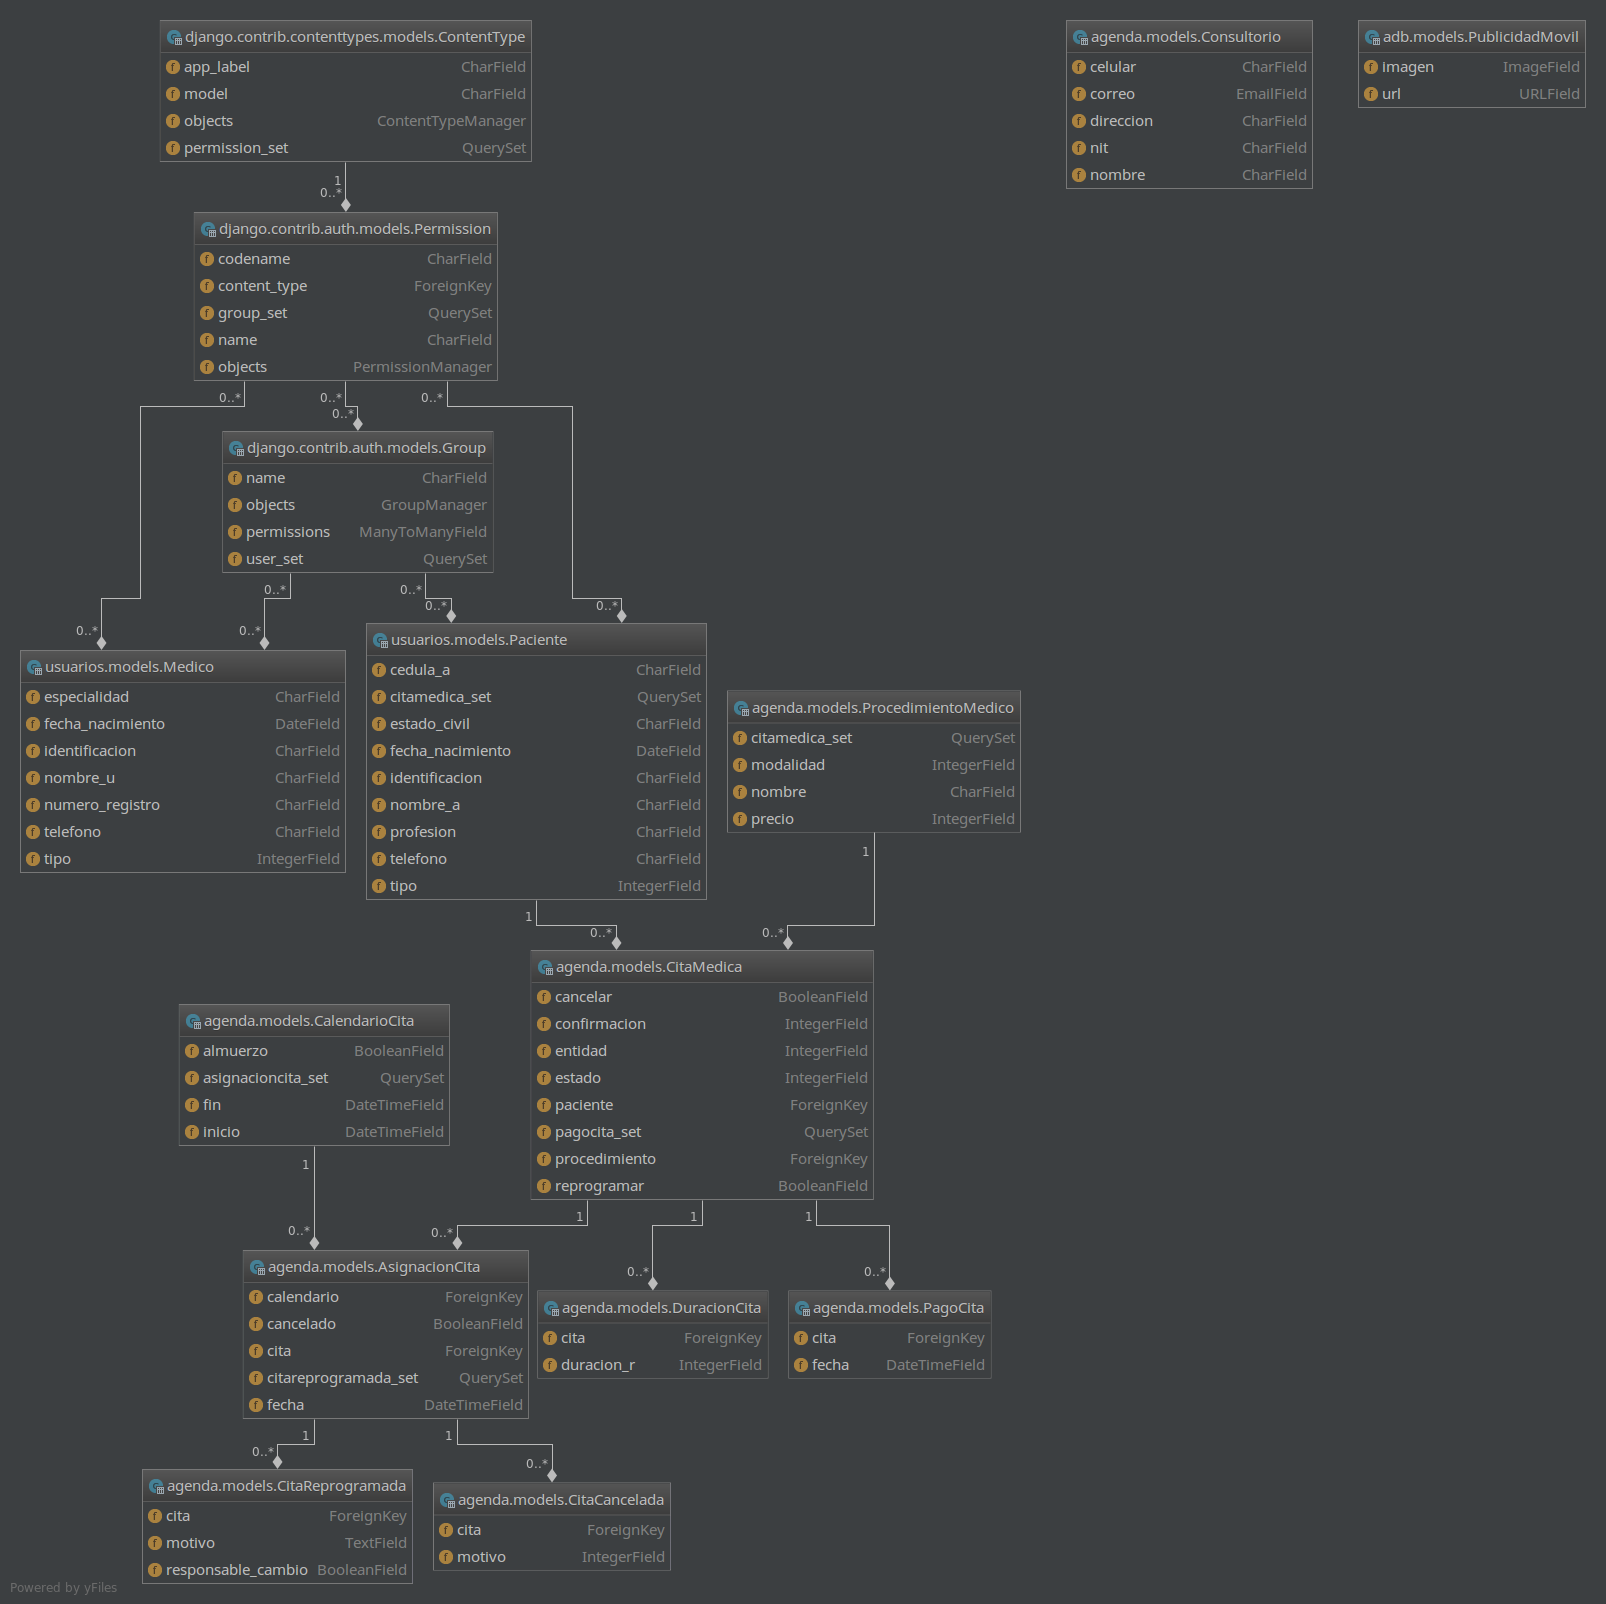 django.contrib.contenttypes.models.ContentType
app_label CharField
model CharField
objects ContentTypeManager
permission_set QuerySet
agenda.models.Consultorio
celular CharField
correo EmailField
direccion CharField
nit CharField
nombre CharField
adb.models.PublicidadMovil
imagen ImageField
url URLField
1
0..*
django.contrib.auth.models.Permission
codename CharField
content_type ForeignKey
group_set QuerySet
name CharField
objects PermissionManager
0..* 0..* 0..*
0..*
django.contrib.auth.models.Group
name CharField
objects GroupManager
permissions ManyToManyField
user_set QuerySet
0..* 0..*
0..* 0..*
0..* 0..*
usuarios.models.Medico
especialidad CharField
fecha_nacimiento DateField
identificacion CharField
nombre_u CharField
numero_registro CharField
telefono CharField
tipo IntegerField
usuarios.models.Paciente
cedula_a CharField
citamedica_set QuerySet
estado_civil CharField
fecha_nacimiento DateField
identificacion CharField
nombre_a CharField
profesion CharField
telefono CharField
tipo IntegerField
agenda.models.ProcedimientoMedico
citamedica_set QuerySet
modalidad IntegerField
nombre CharField
precio IntegerField
1
1
0..* 0..*
agenda.models.CitaMedica
cancelar BooleanField
confirmacion IntegerField
entidad IntegerField
estado IntegerField
paciente ForeignKey
pagocita_set QuerySet
procedimiento ForeignKey
reprogramar BooleanField
agenda.models.CalendarioCita
almuerzo BooleanField
asignacioncita_set QuerySet
fin DateTimeField
inicio DateTimeField
1
1 1 1
0..* 0..*
0..* 0..*
agenda.models.AsignacionCita
calendario ForeignKey
cancelado BooleanField
cita ForeignKey
citareprogramada_set QuerySet
fecha DateTimeField
agenda.models.DuracionCita
cita ForeignKey
duracion_r IntegerField
agenda.models.PagoCita
cita ForeignKey
fecha DateTimeField
1 1
0..*
0..*
agenda.models.CitaReprogramada
cita ForeignKey
motivo TextField
responsable_cambio BooleanField
agenda.models.CitaCancelada
cita ForeignKey
motivo IntegerField
Powered by yFiles